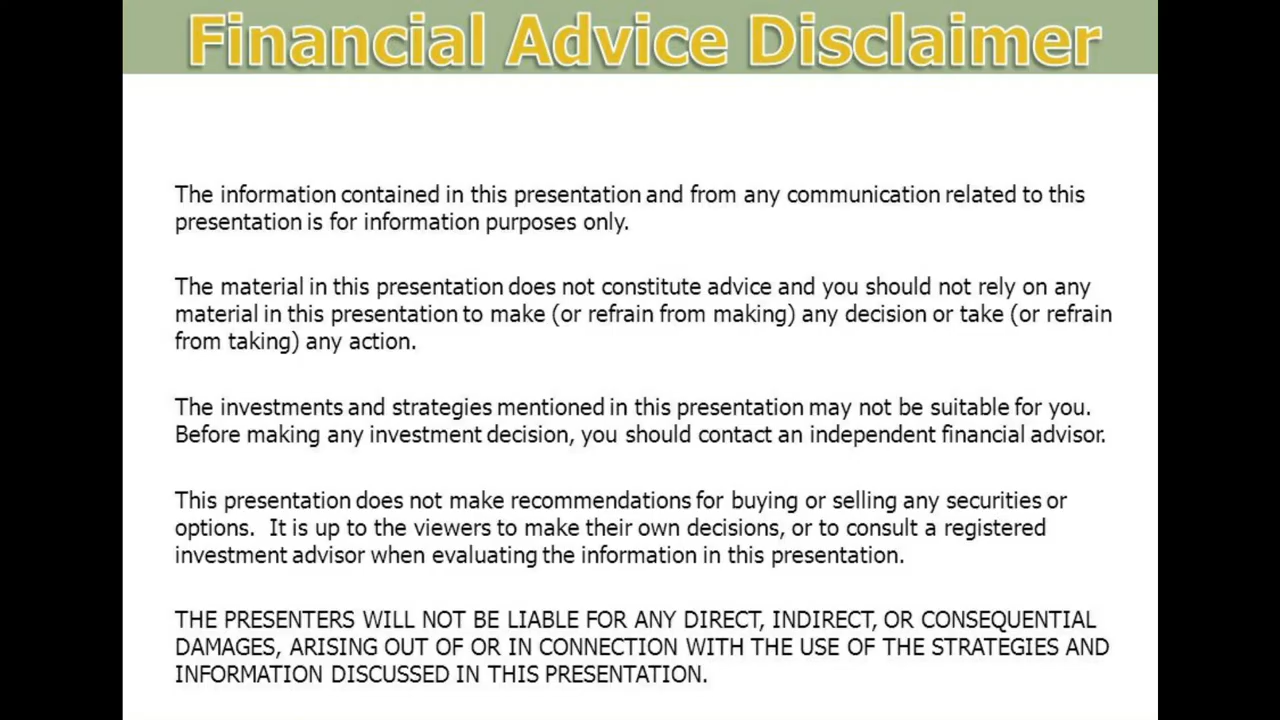 Financial Advice Disclaimer
The information contained in this presentation and from any communication related to this
presentation is for information purposes only.
The material in this presentation does not constitute advice and you should not rely on any
material in this presentation to make (or refrain from making) any decision or take (or refrain
from taking) any action.
The investments and strategies mentioned in this presentation may not be suitable for you.
Before making any investment decision, you should contact an independent financial advisor.
This presentation does not make recommendations for buying or selling any securities or
options.  It is up to the viewers to make their own decisions, or to consult a registered
investment advisor when evaluating the information in this presentation.
THE PRESENTERS WILL NOT BE LIABLE FOR ANY DIRECT, INDIRECT, OR CONSEQUENTIAL
DAMAGES, ARISING OUT OF OR IN CONNECTION WITH THE USE OF THE STRATEGIES AND
INFORMATION DISCUSSED IN THIS PRESENTATION.